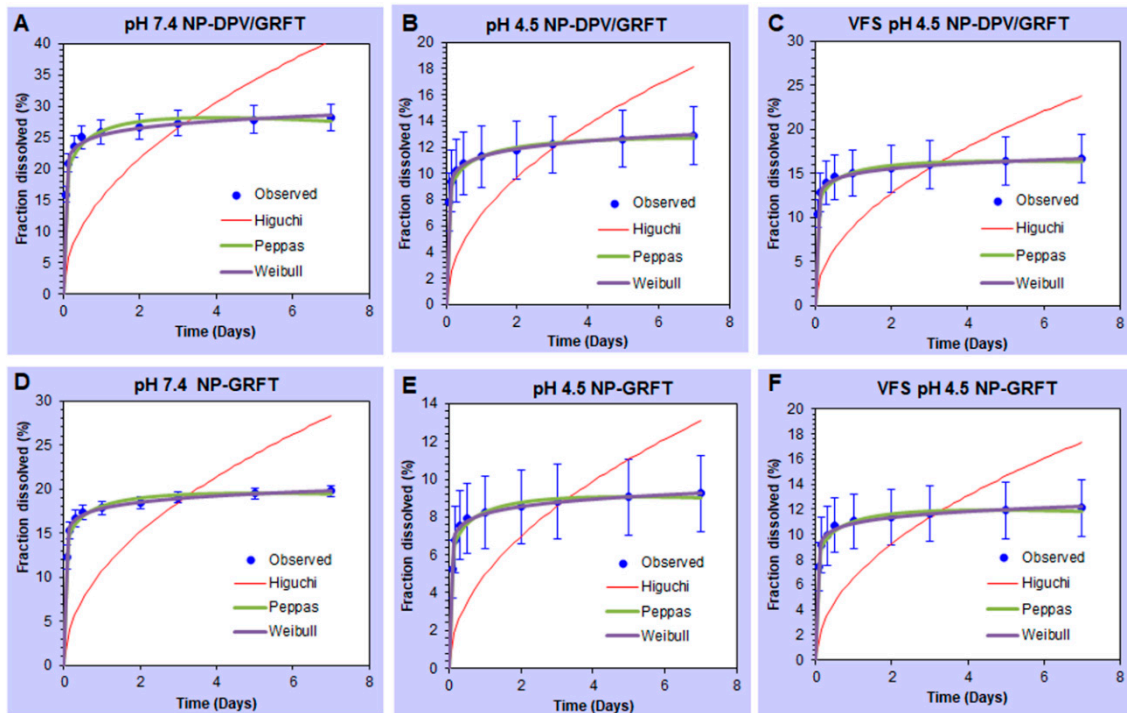 A
pH 7.4 NP-DPV/GRFT
Fraction dissolved (%)
40
35
30
25
20
15
10
5
0
Observed
Higuchi
Peppas
Weibull
0 2 4 6 8
Time (Days)
B
pH 4.5 NP-DPV/GRFT
Fraction dissolved (%)
20
18
16
14
12
10
8
6
4
2
0
Observed
Higuchi
Peppas
Weibull
0 2 4 6 8
Time (Days)
C
VFS pH 4.5 NP-DPV/GRFT
Fraction dissolved (%)
30
25
20
15
10
5
0
Observed
Higuchi
Peppas
Weibull
0 2 4 6 8
Time (Days)
D
pH 7.4 NP-GRFT
Fraction dissolved (%)
30
25
20
15
10
5
0
Observed
Higuchi
Peppas
Weibull
0 2 4 6 8
Time (Days)
E
pH 4.5 NP-GRFT
Fraction dissolved (%)
14
12
10
8
6
4
2
0
Observed
Higuchi
Peppas
Weibull
0 2 4 6 8
Time (Days)
F
VFS pH 4.5 NP-GRFT
Fraction dissolved (%)
20
18
16
14
12
10
8
6
4
2
0
Observed
Higuchi
Peppas
Weibull
0 2 4 6 8
Time (Days)